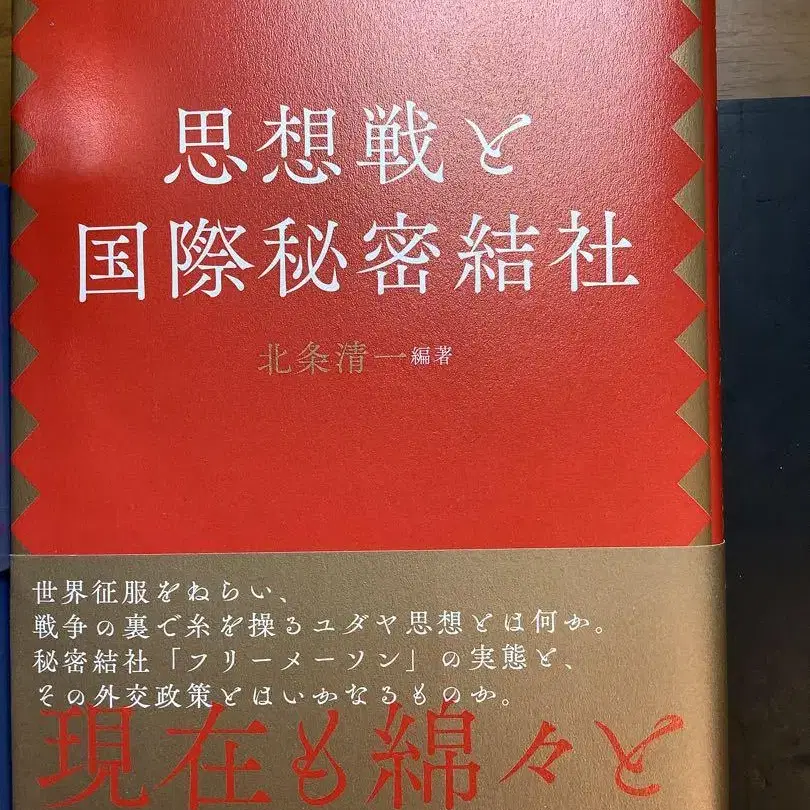 思想戦と
国際秘密結社
北条清一編著
世界征服をねらい、
戦争の裏で糸を操るユダヤ思想とは何か。
秘密結社「フリーメーソン」の実態と、
その外交政策とはいかなるものか。
現在も綿々と